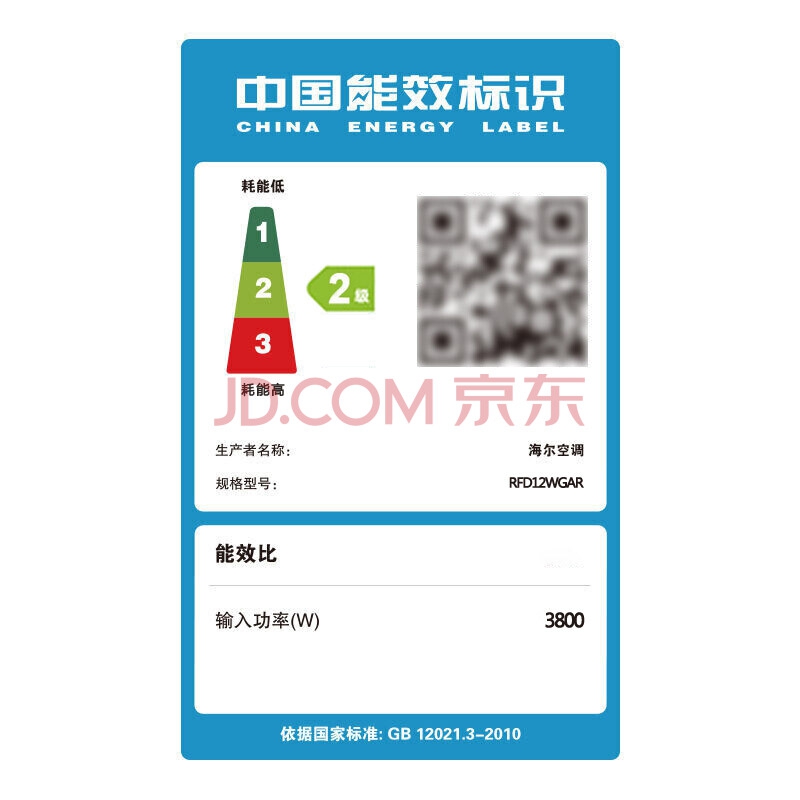 中国能效标识
CHINA ENERGY LABEL
耗能低
1
2
2级
3
耗能高
JD.COM 京东
生产者名称: 海尔空调
规格型号: RFD12WGAR
能效比
输入功率(W) 3800
依据国家标准: GB 12021.3-2010